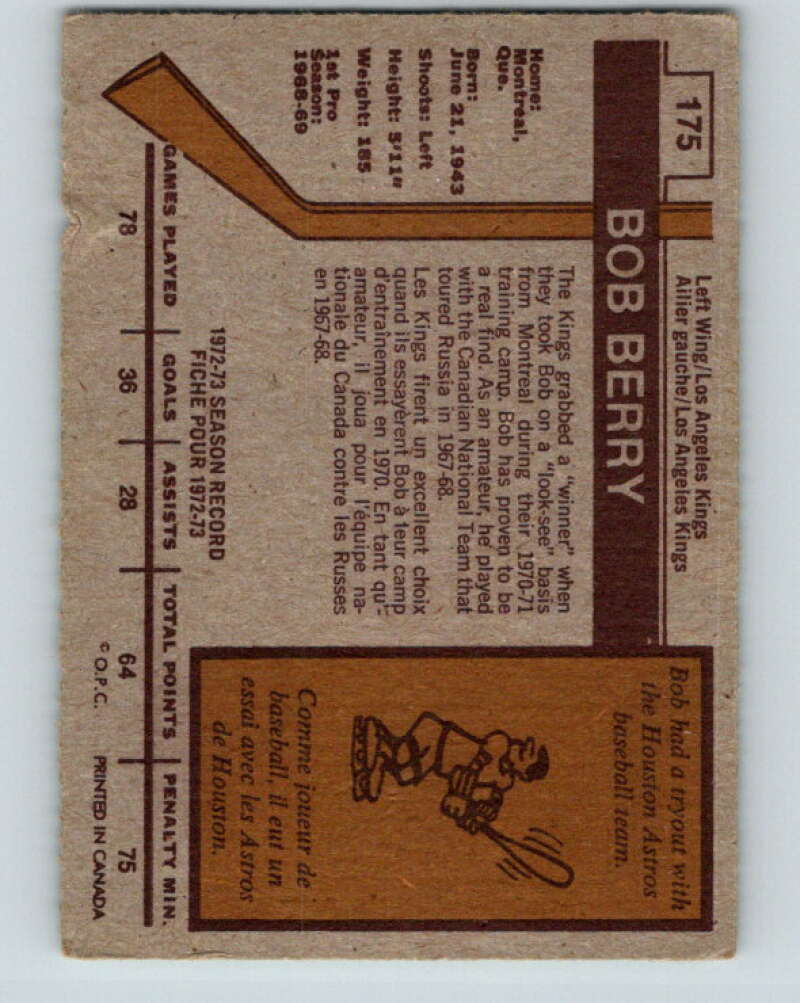 175
Left Wing/Los Angeles Kings
Ailier gauche/Los Angeles Kings
BOB BERRY
Home:
Montreal,
Que.
Born:
June 21, 1943
Shoots: Left
Height: 5'11"
Weight: 185
1st Pro
Season:
1968-69
The Kings grabbed a "winner" when
they took Bob on a "look-see" basis
from Montreal during their 1970-71
training camp. Bob has proven to be
a real find. As an amateur, he played
with the Canadian National Team that
toured Russia in 1967-68.
Les Kings firent un excellent choix
quand ils essayèrent Bob à leur camp
d'entraînement en 1970. En tant qu'-
amateur, il joua pour l'équipe na-
tionale du Canada contre les Russes
en 1967-68.
Bob had a tryout with
the Houston Astros
baseball team.
Comme joueur de
baseball, il eut un
essai avec les Astros
de Houston.
1972-73 SEASON RECORD
FICHE POUR 1972-73
GAMES PLAYED GOALS ASSISTS TOTAL POINTS PENALTY MIN.
78 36 28 64 75
© O.P.C. PRINTED IN CANADA